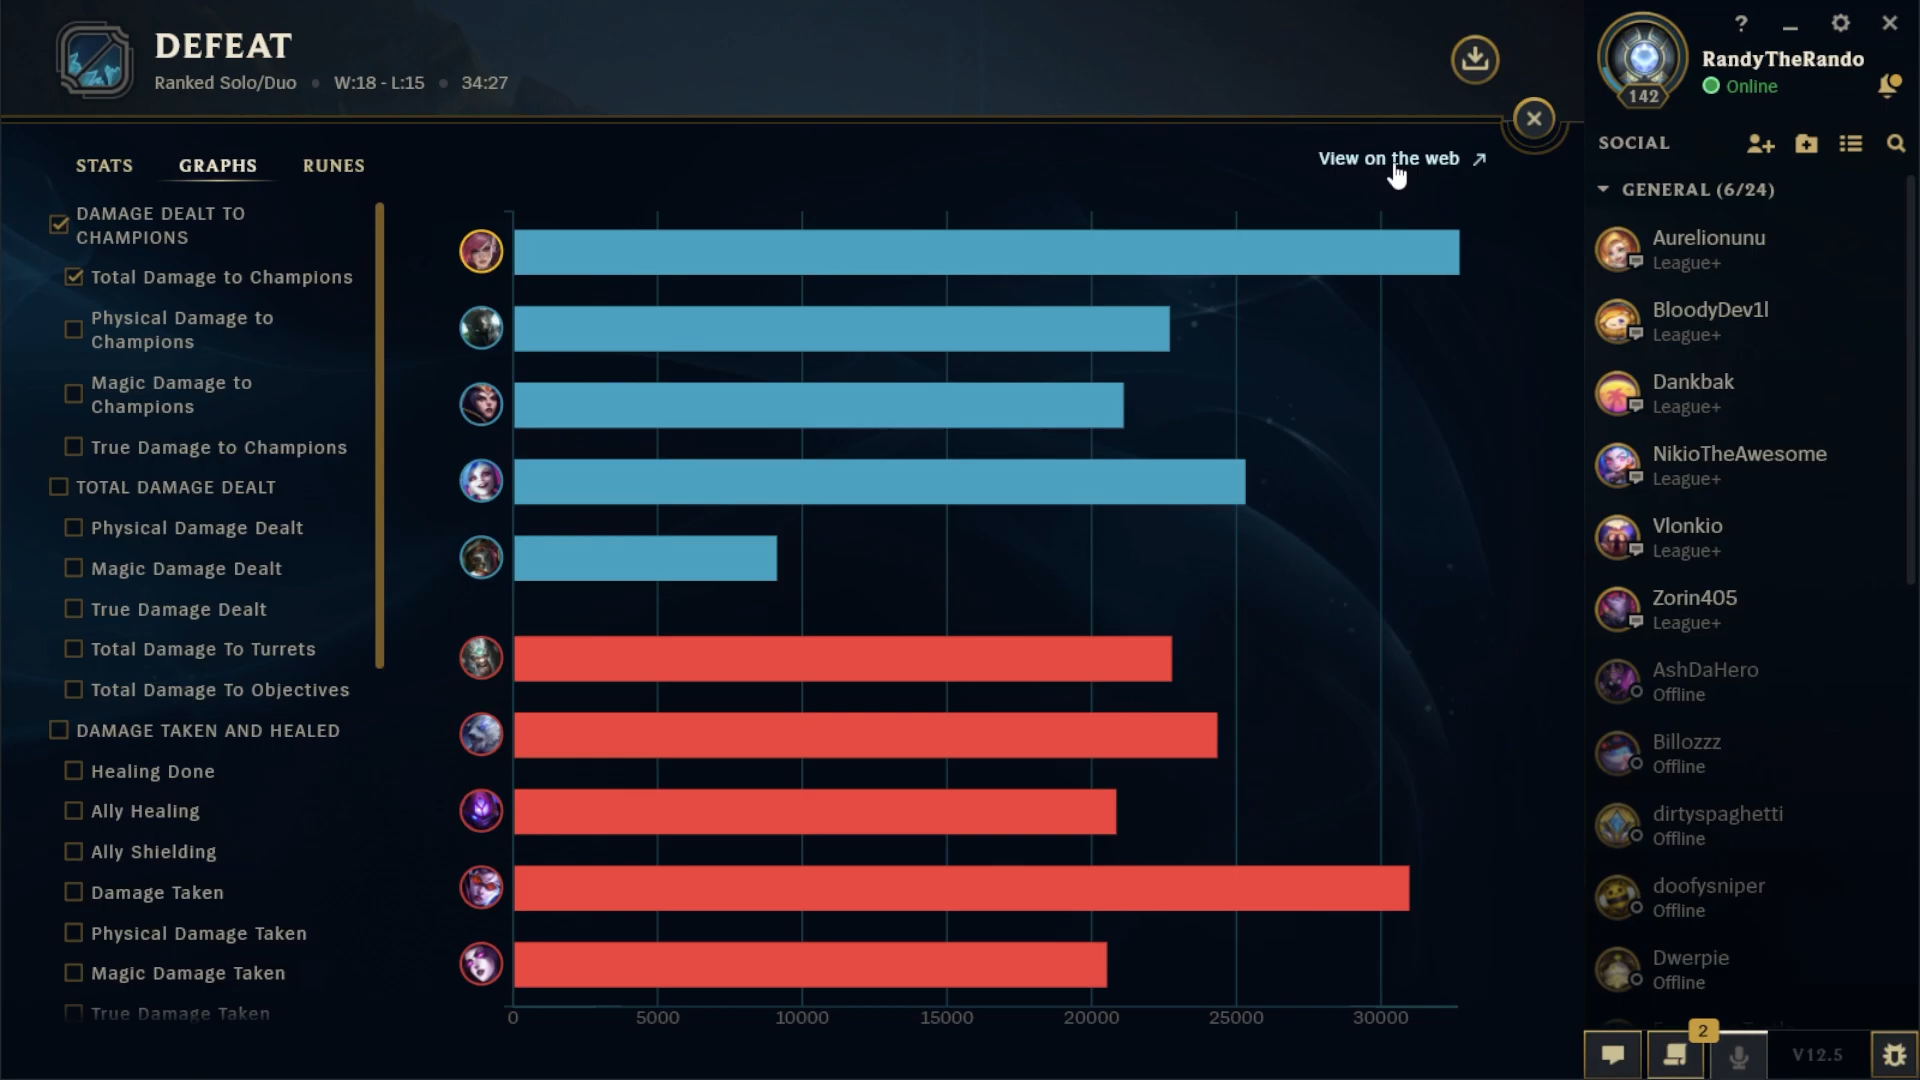 DEFEAT
Ranked Solo/Duo • W:18 - L:15 • 34:27
STATS GRAPHS RUNES
View on the web
DAMAGE DEALT TO
CHAMPIONS
Total Damage to Champions
Physical Damage to
Champions
Magic Damage to
Champions
True Damage to Champions
TOTAL DAMAGE DEALT
Physical Damage Dealt
Magic Damage Dealt
True Damage Dealt
Total Damage To Turrets
Total Damage To Objectives
DAMAGE TAKEN AND HEALED
Healing Done
Ally Healing
Ally Shielding
Damage Taken
Physical Damage Taken
Magic Damage Taken
True Damage Taken
0 5000 10000 15000 20000 25000 30000
?
142
RandyTheRando
Online
SOCIAL
GENERAL (6/24)
Aurelionunu
League+
BloodyDev1l
League+
Dankbak
League+
NikioTheAwesome
League+
Vlonkio
League+
Zorin405
League+
AshDaHero
Offline
Billozzz
Offline
dirtyspaghetti
Offline
doofysniper
Offline
Dwerpie
Offline
2
V12.5